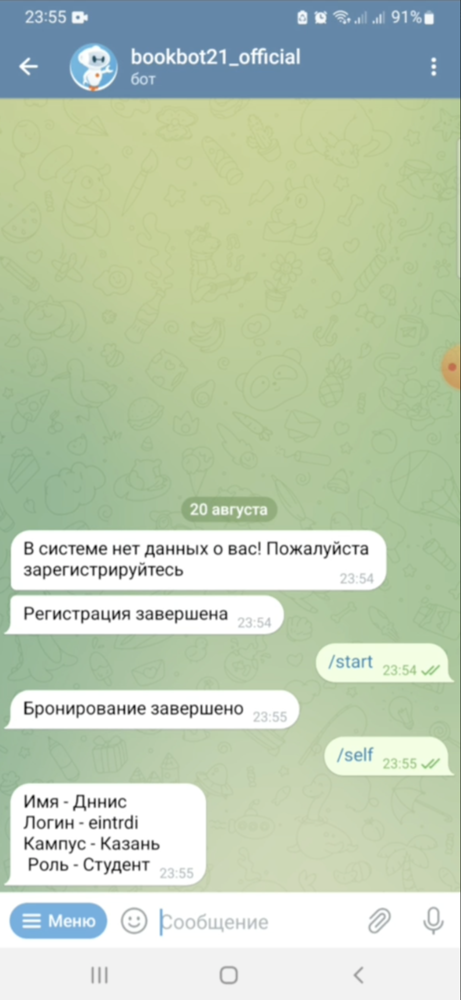 23:55
91%
bookbot21_official
бот
20 августа
В системе нет данных о вас! Пожалуйста
зарегистрируйтесь
23:54
Регистрация завершена 23:54
/start 23:54
Бронирование завершено 23:55
/self 23:55
Имя - Дннис
Логин - eintrdi
Кампус - Казань
Роль - Студент 23:55
Меню
Сообщение